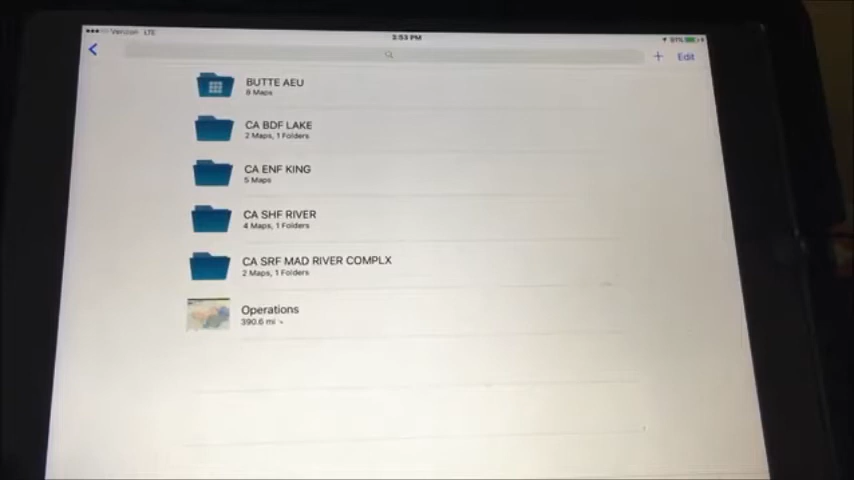 Verizon LTE
3:53 PM
91%
Edit
BUTTE AEU
8 Maps
CA BDF LAKE
2 Maps, 1 Folders
CA ENF KING
5 Maps
CA SHF RIVER
4 Maps, 1 Folders
CA SRF MAD RIVER COMPLX
2 Maps, 1 Folders
Operations
390.6 mi